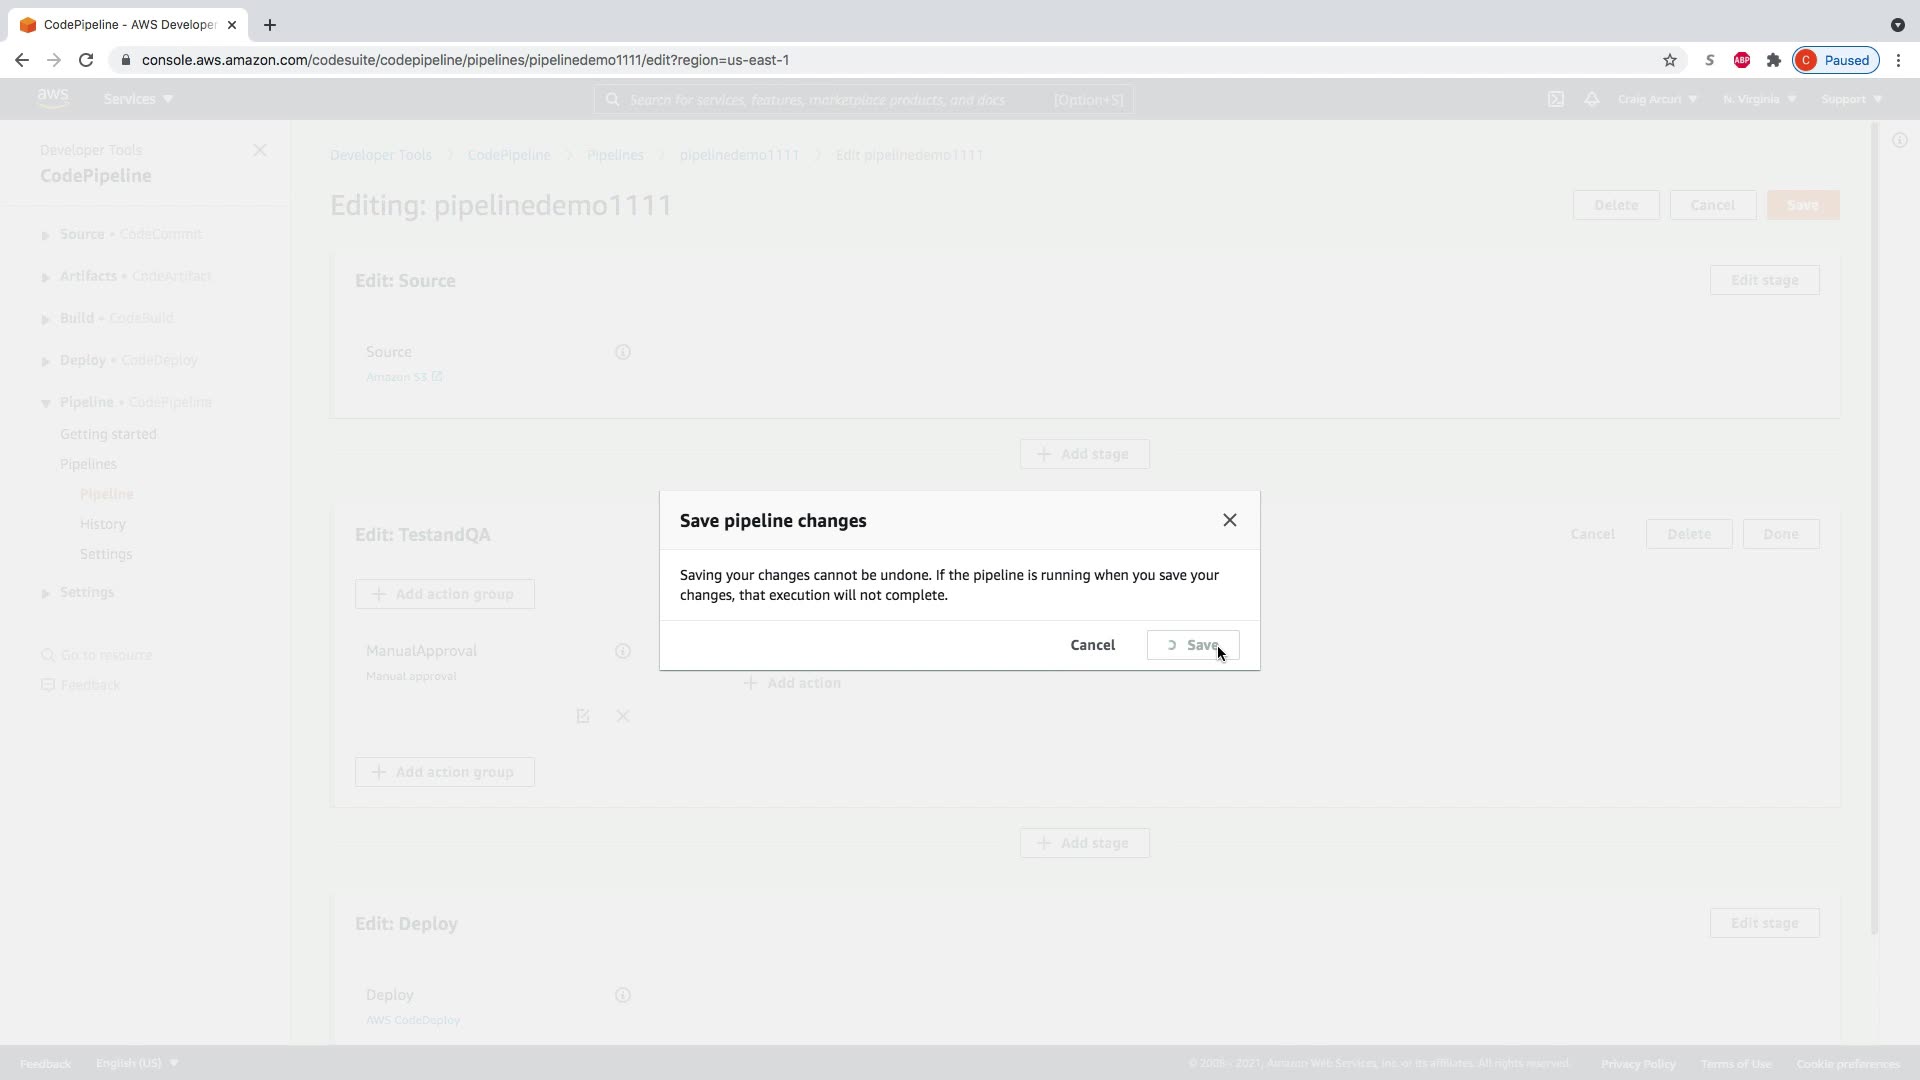 CodePipeline - AWS Developer
console.aws.amazon.com/codesuite/codepipeline/pipelines/pipelinedemo1111/edit?region=us-east-1
S
ABP
C Paused
aws
Services
Search for services, features, marketplace products, and docs [Option+S]
Craig Arcuri
N. Virginia
Support
Developer Tools
CodePipeline
Source • CodeCommit
Artifacts • CodeArtifact
Build • CodeBuild
Deploy • CodeDeploy
Pipeline • CodePipeline
Getting started
Pipelines
Pipeline
History
Settings
Settings
Go to resource
Feedback
Developer Tools > CodePipeline > Pipelines > pipelinedemo1111 > Edit pipelinedemo1111
Editing: pipelinedemo1111
Delete
Cancel
Save
Edit: Source
Edit stage
Source
Amazon S3
+ Add stage
Edit: TestandQA
Cancel
Delete
Done
+ Add action group
ManualApproval
Manual approval
+ Add action
+ Add action group
Save pipeline changes
Saving your changes cannot be undone. If the pipeline is running when you save your
changes, that execution will not complete.
Cancel
Save
+ Add stage
Edit: Deploy
Edit stage
Deploy
AWS CodeDeploy
Feedback
English (US)
© 2008 - 2021, Amazon Web Services, Inc. or its affiliates. All rights reserved.
Privacy Policy
Terms of Use
Cookie preferences